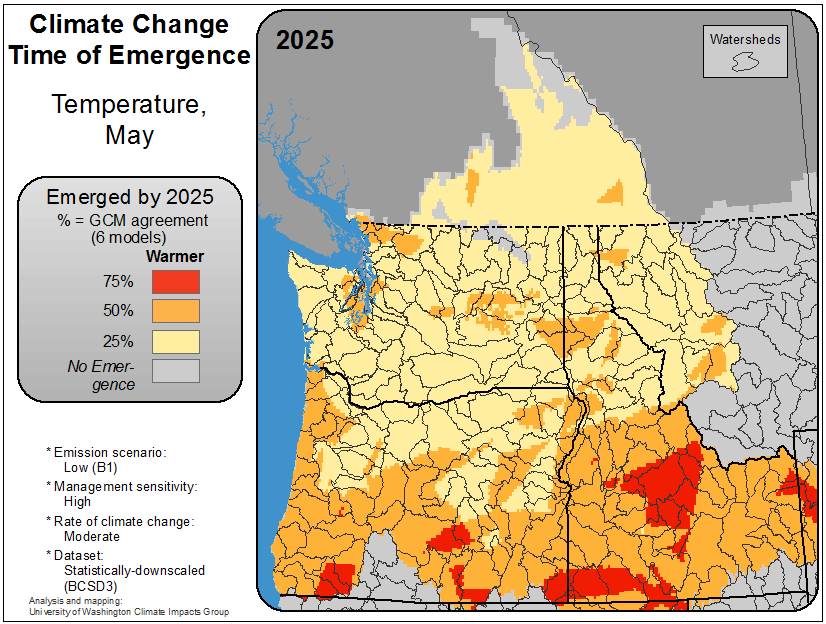 Climate Change
Time of Emergence
Temperature,
May
Emerged by 2025
% = GCM agreement
(6 models)
Warmer
75%
50%
25%
No Emer-
gence
* Emission scenario:
Low (B1)
* Management sensitivity:
High
* Rate of climate change:
Moderate
* Dataset:
Statistically-downscaled
(BCSD3)
Analysis and mapping:
University of Washington Climate Impacts Group
2025
Watersheds